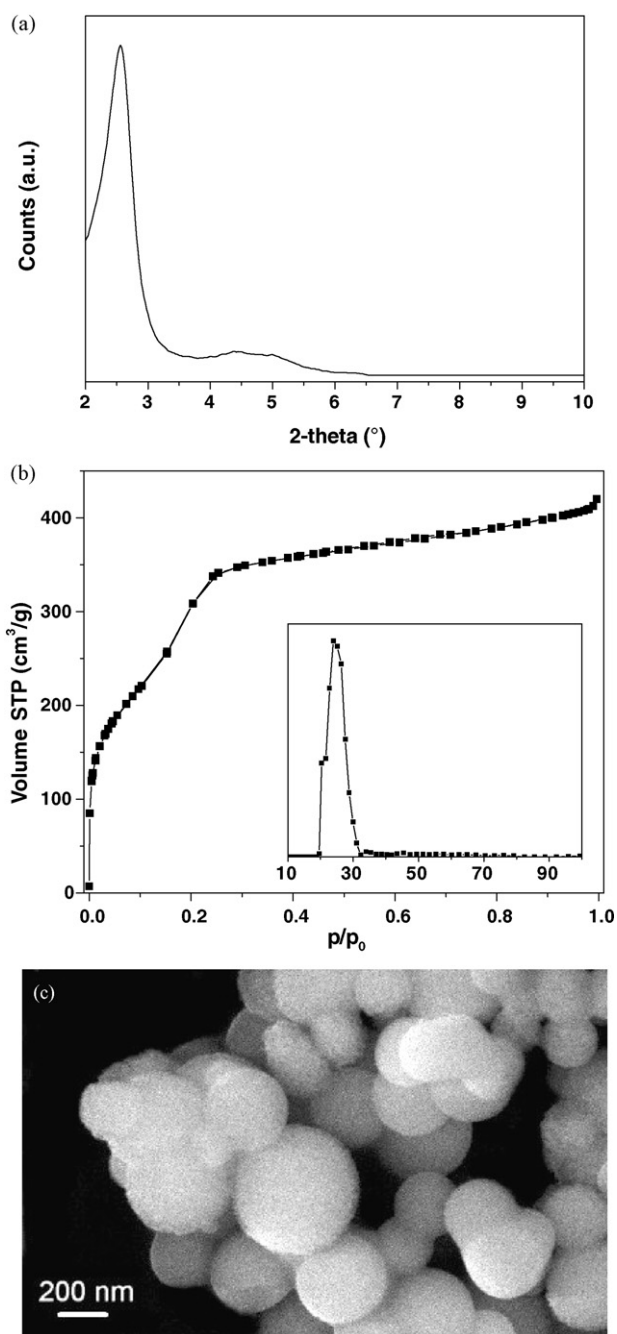 (a)
Counts (a.u.)
2 3 4 5 6 7 8 9 10
2-theta (°)
(b)
Volume STP (cm³/g)
400
300
200
100
0
10 30 50 70 90
0.0 0.2 0.4 0.6 0.8 1.0
p/p₀
(c)
200 nm